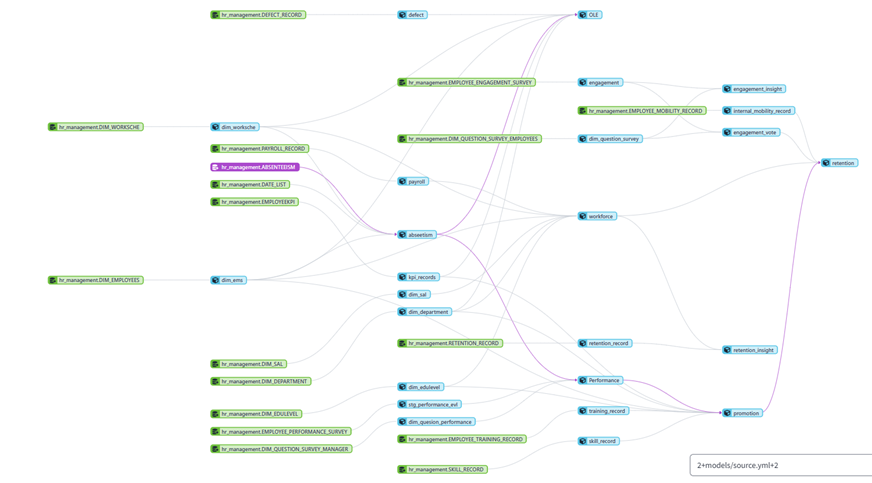 hr_management.DEFECT_RECORD
defect
OLE
hr_management.EMPLOYEE_ENGAGEMENT_SURVEY
engagement
engagement_insight
hr_management.EMPLOYEE_MOBILITY_RECORD
internal_mobility_record
hr_management.DIM_WORKSCHE
dim_worksche
engagement_vote
hr_management.DIM_QUESTION_SURVEY_EMPLOYEES
dim_question_survey
hr_management.PAYROLL_RECORD
retention
hr_management.ABSENTEEISM
payroll
hr_management.DATE_LIST
hr_management.EMPLOYEEKPI
workforce
abseetism
kpi_records
hr_management.DIM_EMPLOYEES
dim_ems
dim_sal
dim_department
hr_management.RETENTION_RECORD
retention_record
retention_insight
hr_management.DIM_SAL
hr_management.DIM_DEPARTMENT
Performance
dim_edulevel
stg_performance_evl
hr_management.DIM_EDULEVEL
training_record
promotion
dim_quesion_performance
hr_management.EMPLOYEE_PERFORMANCE_SURVEY
hr_management.EMPLOYEE_TRAINING_RECORD
skill_record
hr_management.DIM_QUESTION_SURVEY_MANAGER
hr_management.SKILL_RECORD
2+models/source.yml+2